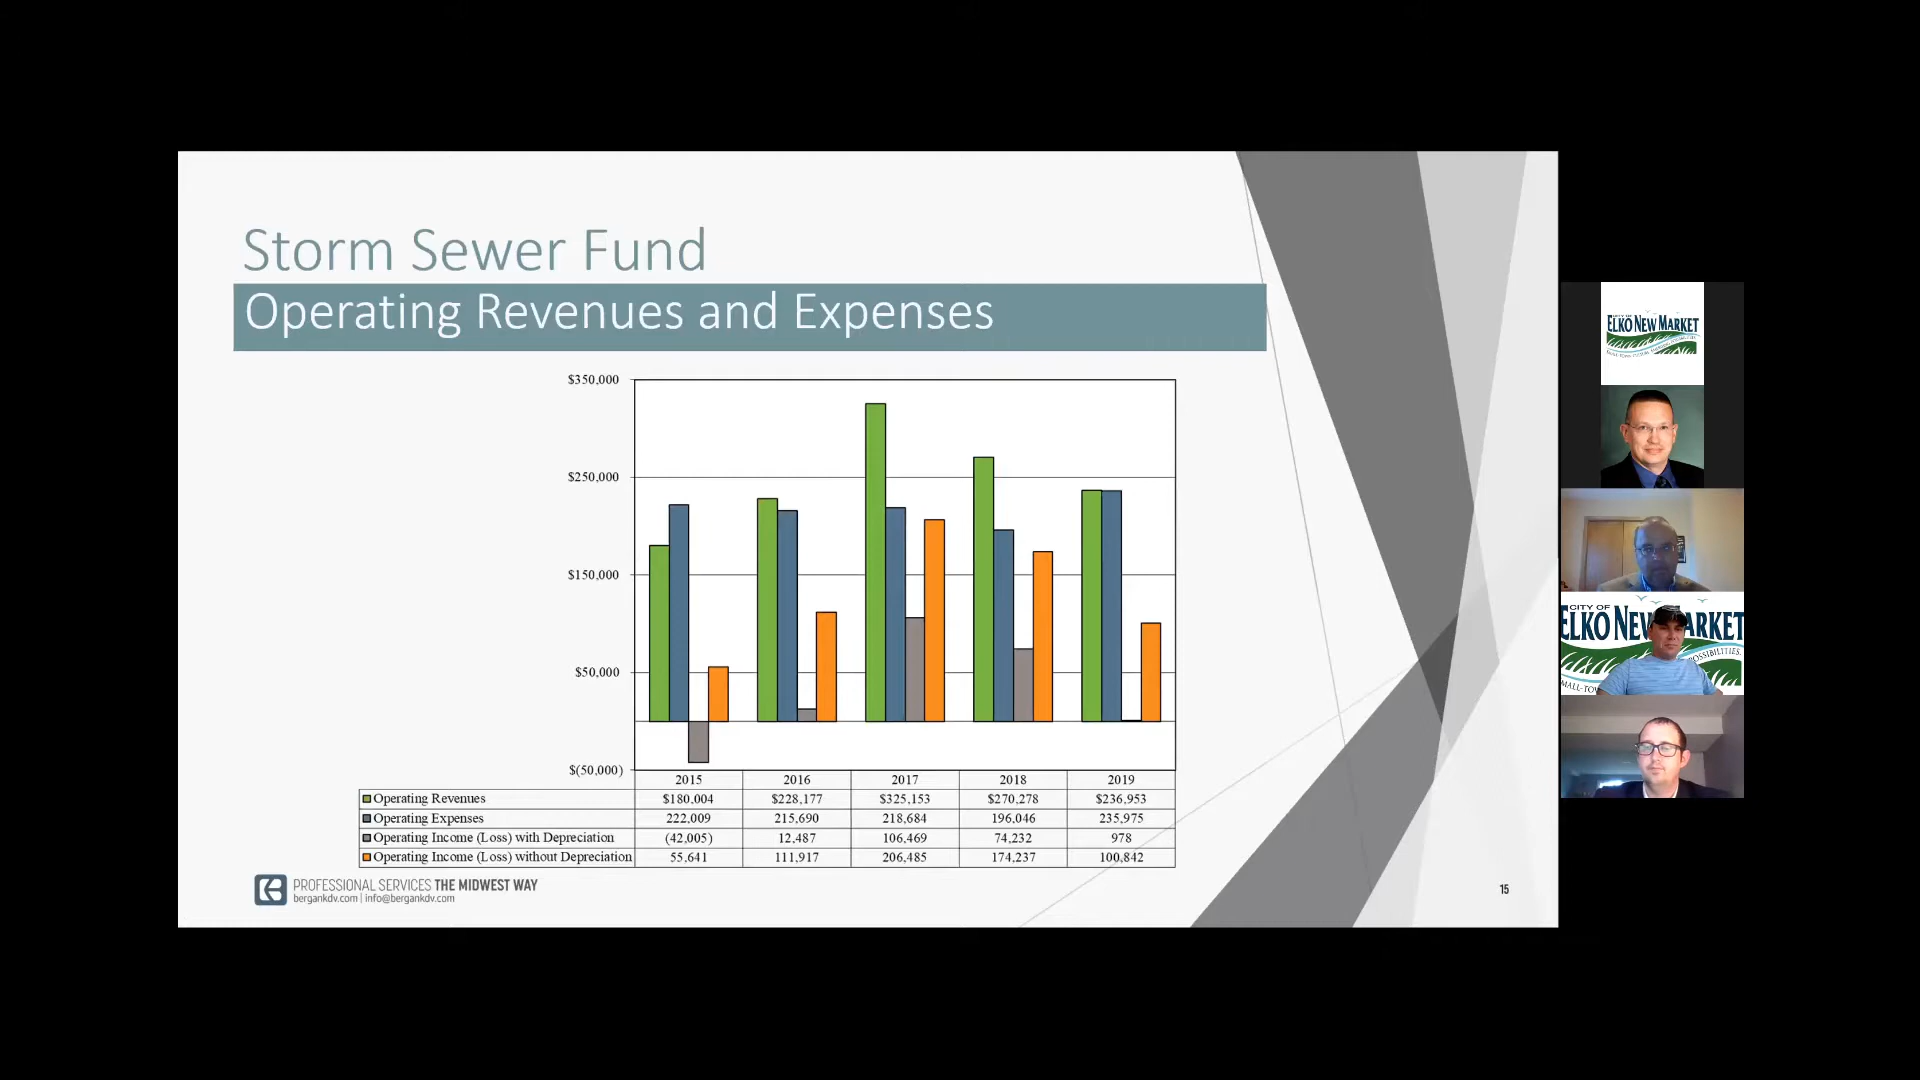 Storm Sewer Fund
Operating Revenues and Expenses
$350,000
$250,000
$150,000
$50,000
$(50,000)
2015 2016 2017 2018 2019
Operating Revenues $180,004 $228,177 $325,153 $270,278 $236,953
Operating Expenses 222,009 215,690 218,684 196,046 235,975
Operating Income (Loss) with Depreciation (42,005) 12,487 106,469 74,232 978
Operating Income (Loss) without Depreciation 55,641 111,917 206,485 174,237 100,842
PROFESSIONAL SERVICES THE MIDWEST WAY
bergankdv.com | info@bergankdv.com
15
ELKO NEW MARKET
CITY OF
ELKO NEW MARKET
POSSIBILITIES.